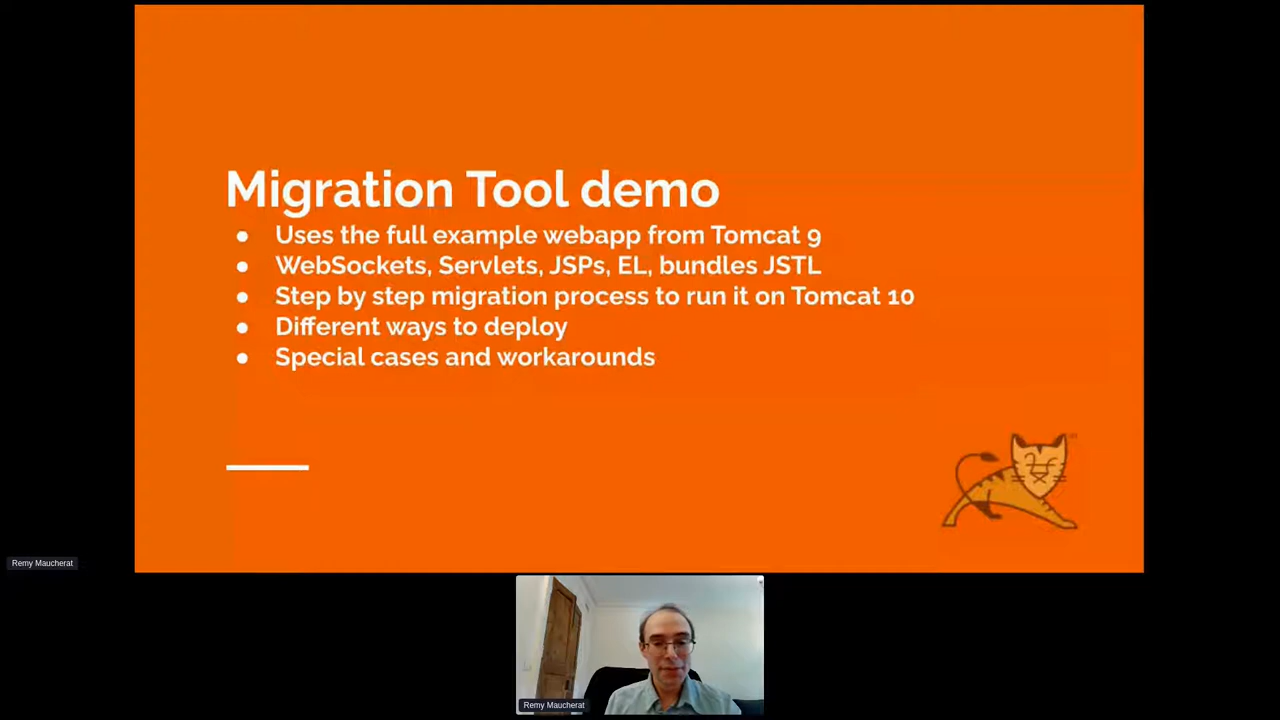 Migration Tool demo
● Uses the full example webapp from Tomcat 9
● WebSockets, Servlets, JSPs, EL, bundles JSTL
● Step by step migration process to run it on Tomcat 10
● Different ways to deploy
● Special cases and workarounds
Remy Maucherat
Remy Maucherat